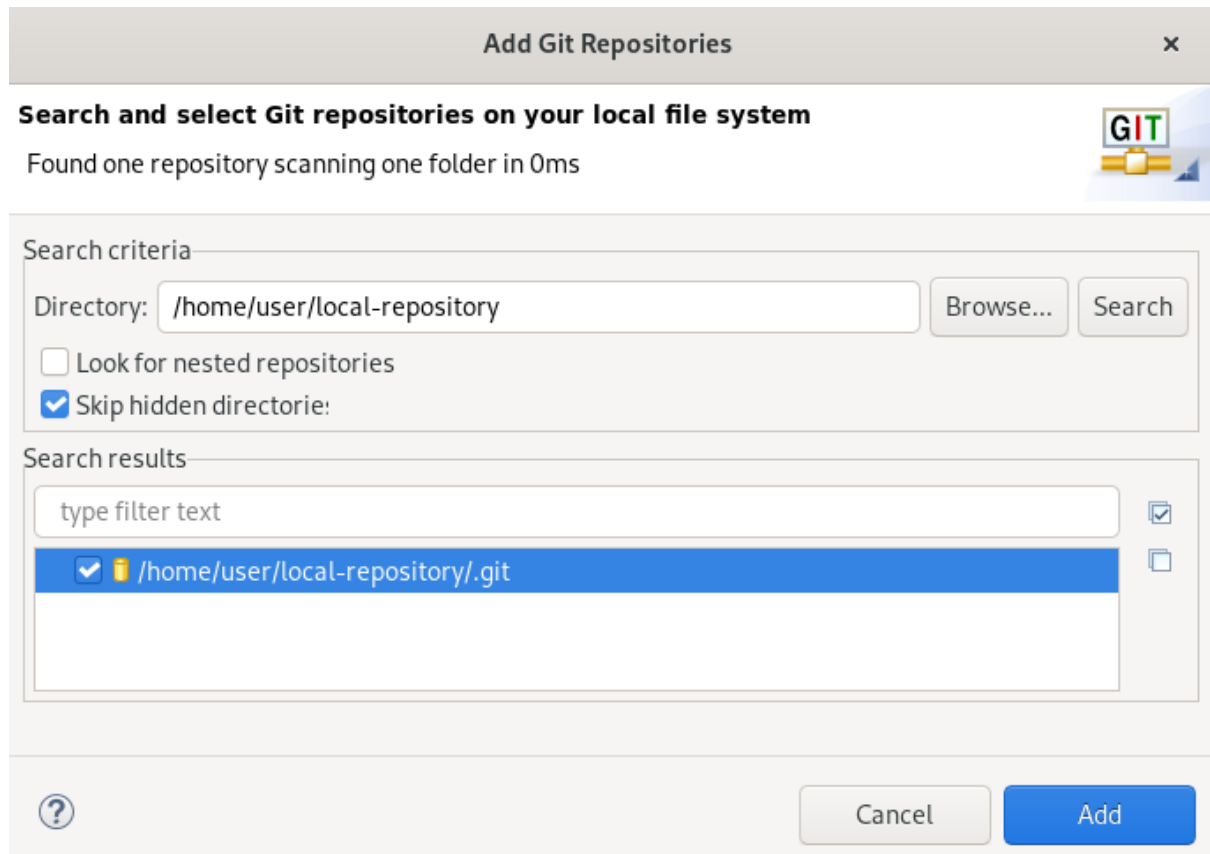 Add Git Repositories
Search and select Git repositories on your local file system
GIT
Found one repository scanning one folder in 0ms
Search criteria
Directory: /home/user/local-repository Browse... Search
Look for nested repositories
Skip hidden directories
Search results
type filter text
/home/user/local-repository/.git
Cancel Add